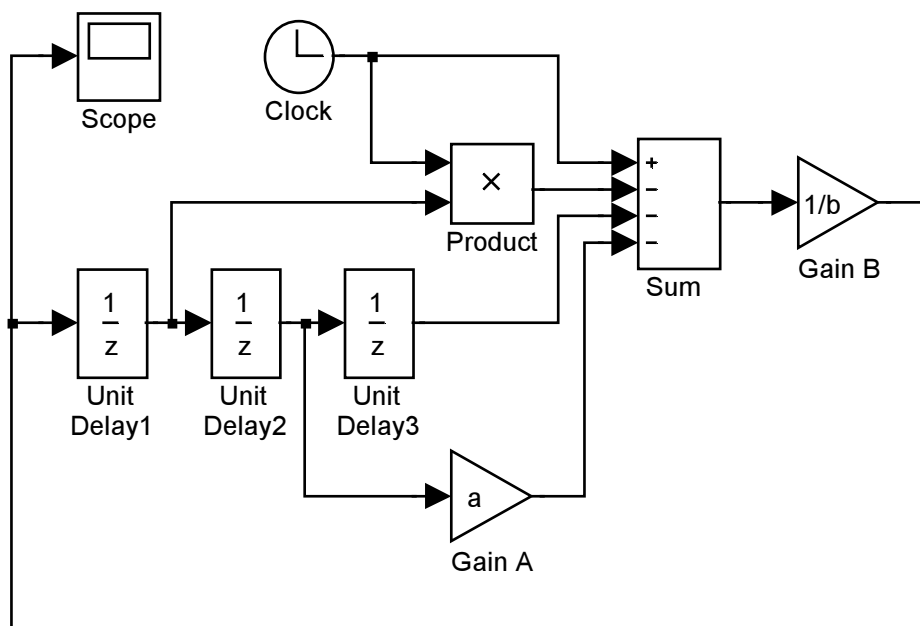 Scope
Clock
×
Product
+
−
−
−
Sum
1/b
Gain B
1
z
Unit
Delay1
1
z
Unit
Delay2
1
z
Unit
Delay3
a
Gain A